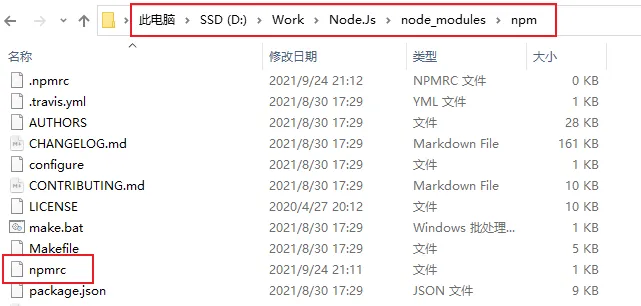 此电脑 > SSD (D:) > Work > Node.Js > node_modules > npm
名称 修改日期 类型 大小
.npmrc 2021/9/24 21:12 NPMRC 文件 0 KB
.travis.yml 2021/8/30 17:29 YML 文件 1 KB
AUTHORS 2021/8/30 17:29 文件 28 KB
CHANGELOG.md 2021/8/30 17:29 Markdown File 161 KB
configure 2021/8/30 17:29 文件 1 KB
CONTRIBUTING.md 2021/8/30 17:29 Markdown File 10 KB
LICENSE 2020/4/27 20:12 文件 10 KB
make.bat 2021/8/30 17:29 Windows 批处理... 1 KB
Makefile 2021/8/30 17:29 文件 5 KB
npmrc 2021/9/24 21:11 文件 1 KB
package.json 2021/8/30 17:29 JSON 文件 9 KB